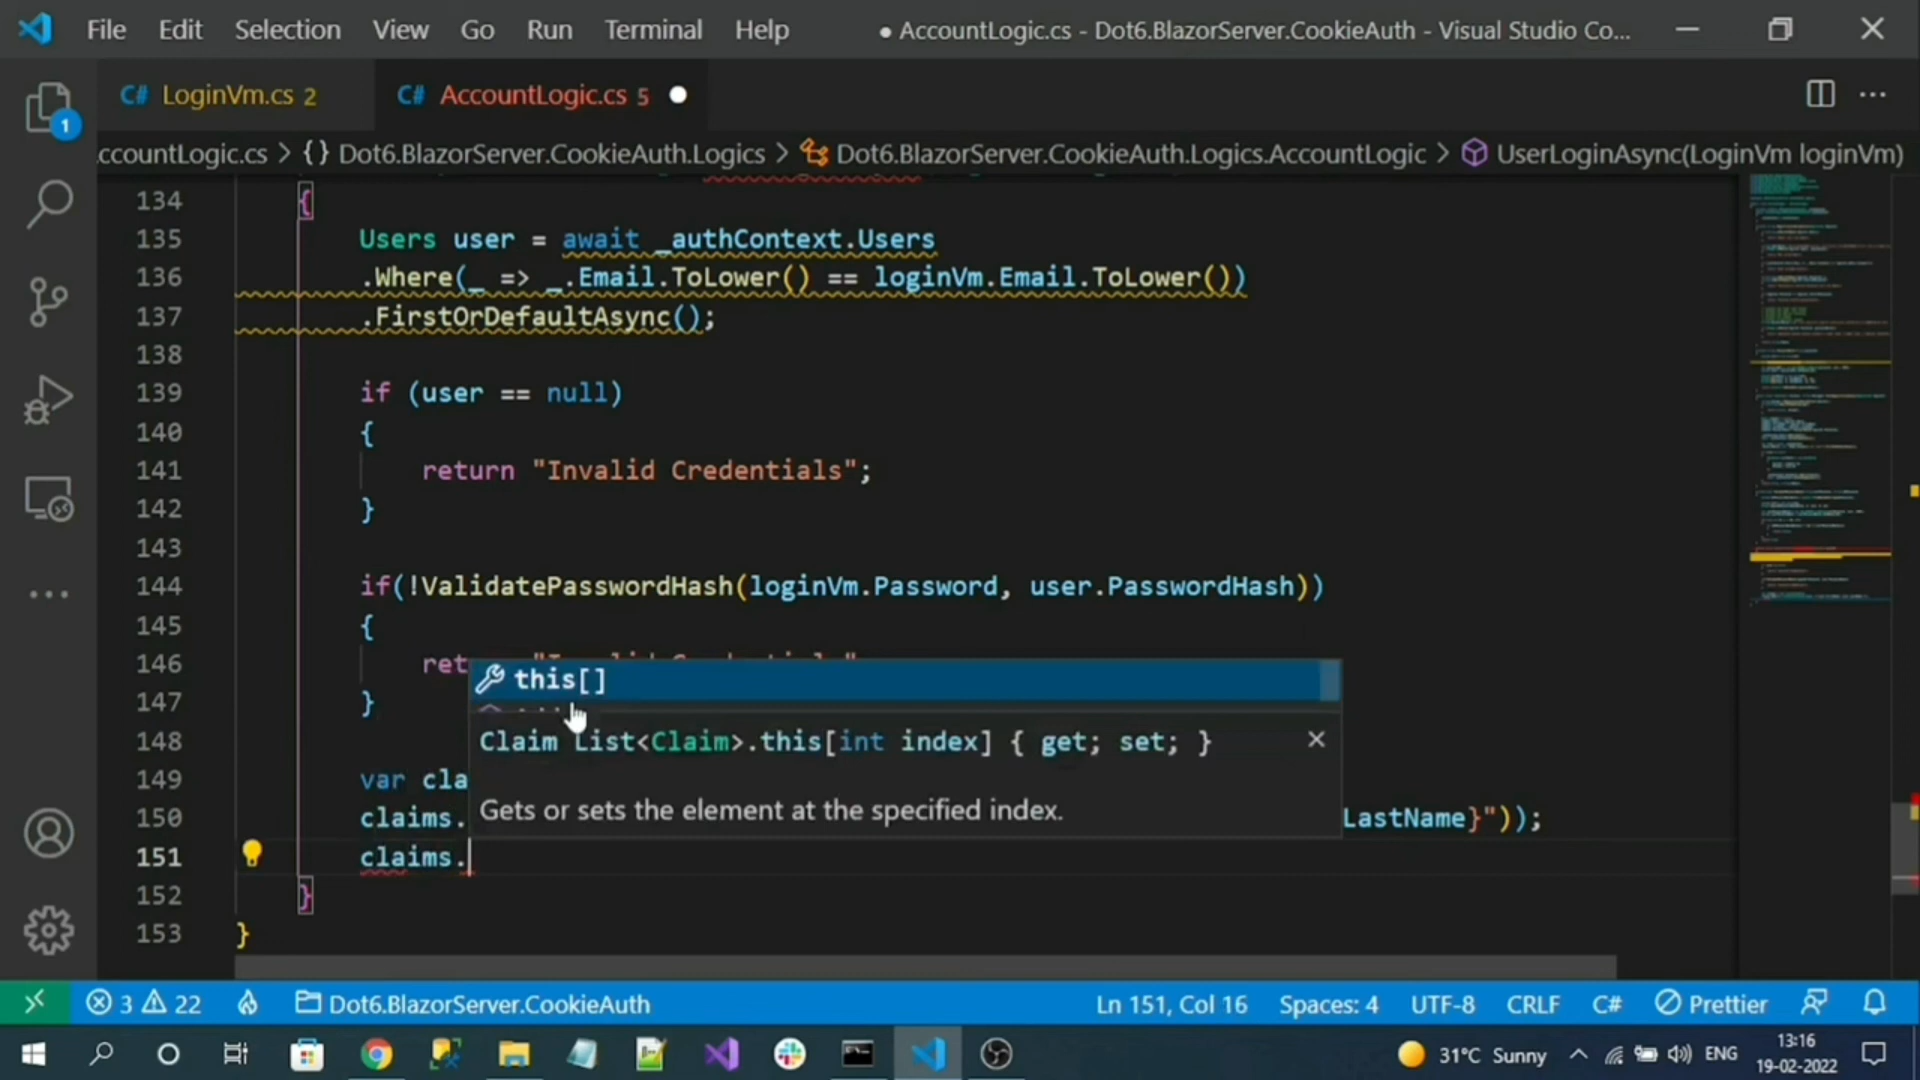 File Edit Selection View Go Run Terminal Help ● AccountLogic.cs - Dot6.BlazorServer.CookieAuth - Visual Studio Co...
C# LoginVm.cs 2 C# AccountLogic.cs 5
1
ccountLogic.cs > {} Dot6.BlazorServer.CookieAuth.Logics > Dot6.BlazorServer.CookieAuth.Logics.AccountLogic > UserLoginAsync(LoginVm loginVm)
134 {
135 Users user = await _authContext.Users
136 .Where(_ => _.Email.ToLower() == loginVm.Email.ToLower())
137 .FirstOrDefaultAsync();
138
139 if (user == null)
140 {
141 return "Invalid Credentials";
142 }
143
144 if(!ValidatePasswordHash(loginVm.Password, user.PasswordHash))
145 {
146 ret
this[]
147 }
Claim List<Claim>.this[int index] { get; set; }
148
149 var cla
Gets or sets the element at the specified index.
150 claims. LastName}"));
151 claims.
152 }
153 }
3 22 Dot6.BlazorServer.CookieAuth Ln 151, Col 16 Spaces: 4 UTF-8 CRLF C# Prettier
31°C Sunny ENG 13:16
19-02-2022